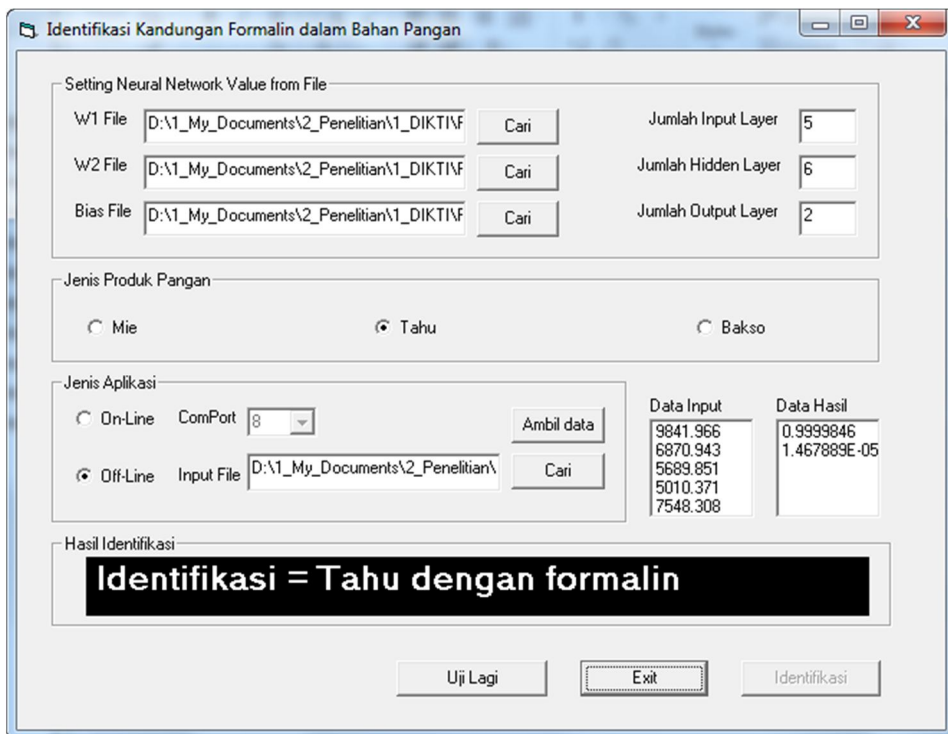 Identifikasi Kandungan Formalin dalam Bahan Pangan
Setting Neural Network Value from File
W1 File D:\1_My_Documents\2_Penelitian\1_DIKTI\F Cari Jumlah Input Layer 5
W2 File D:\1_My_Documents\2_Penelitian\1_DIKTI\F Cari Jumlah Hidden Layer 6
Bias File D:\1_My_Documents\2_Penelitian\1_DIKTI\F Cari Jumlah Output Layer 2
Jenis Produk Pangan
Mie Tahu Bakso
Jenis Aplikasi
On-Line ComPort 8 Ambil data
Off-Line Input File D:\1_My_Documents\2_Penelitian\ Cari
Data Input
9841.966
6870.943
5689.851
5010.371
7548.308
Data Hasil
0.9999846
1.467889E-05
Hasil Identifikasi
Identifikasi = Tahu dengan formalin
Uji Lagi Exit Identifikasi